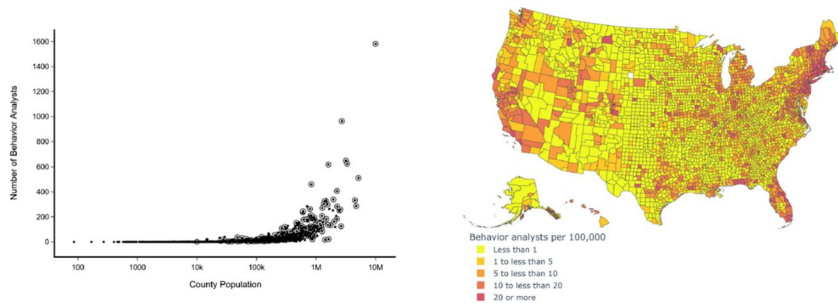 1600
1400
1200
1000
800
600
400
200
0
Number of Behavior Analysts
100
1000
10k
100k
1M
10M
County Population
Behavior analysts per 100,000
Less than 1
1 to less than 5
5 to less than 10
10 to less than 20
20 or more